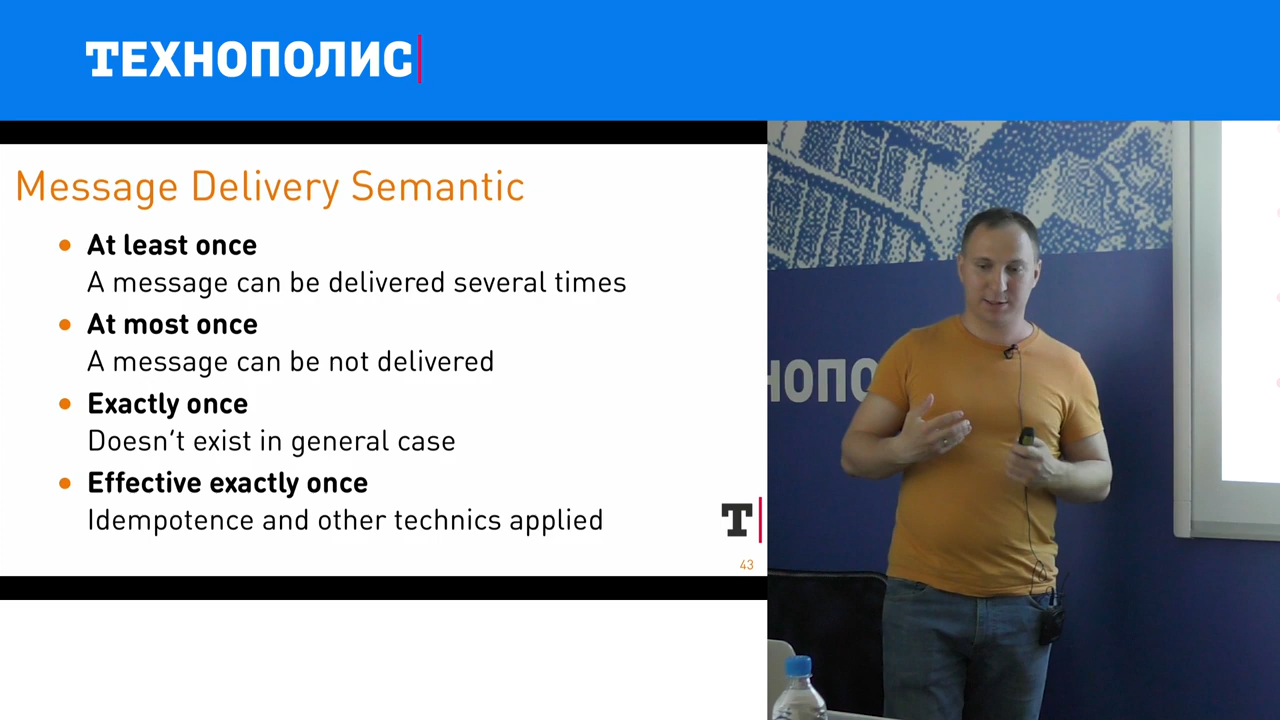 ТЕХНОПОЛИС
Message Delivery Semantic
At least once
A message can be delivered several times
At most once
A message can be not delivered
Exactly once
Doesn't exist in general case
Effective exactly once
Idempotence and other technics applied
Т
43
НОПО